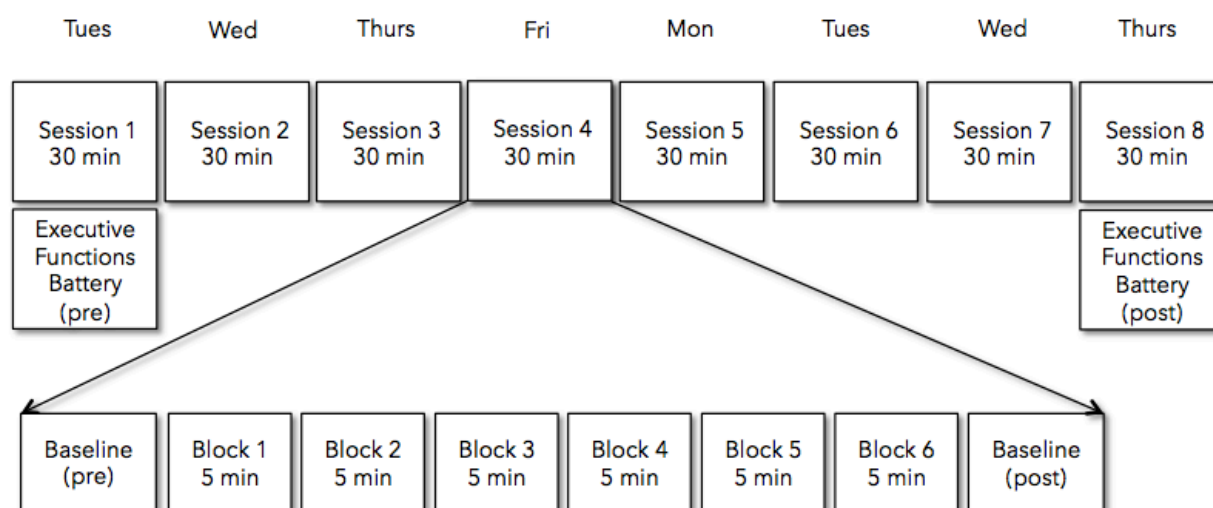 Tues Wed Thurs Fri Mon Tues Wed Thurs
Session 1 Session 2 Session 3 Session 4 Session 5 Session 6 Session 7 Session 8
30 min 30 min 30 min 30 min 30 min 30 min 30 min 30 min
Executive Executive
Functions Functions
Battery Battery
(pre) (post)
Baseline Block 1 Block 2 Block 3 Block 4 Block 5 Block 6 Baseline
(pre) 5 min 5 min 5 min 5 min 5 min 5 min (post)